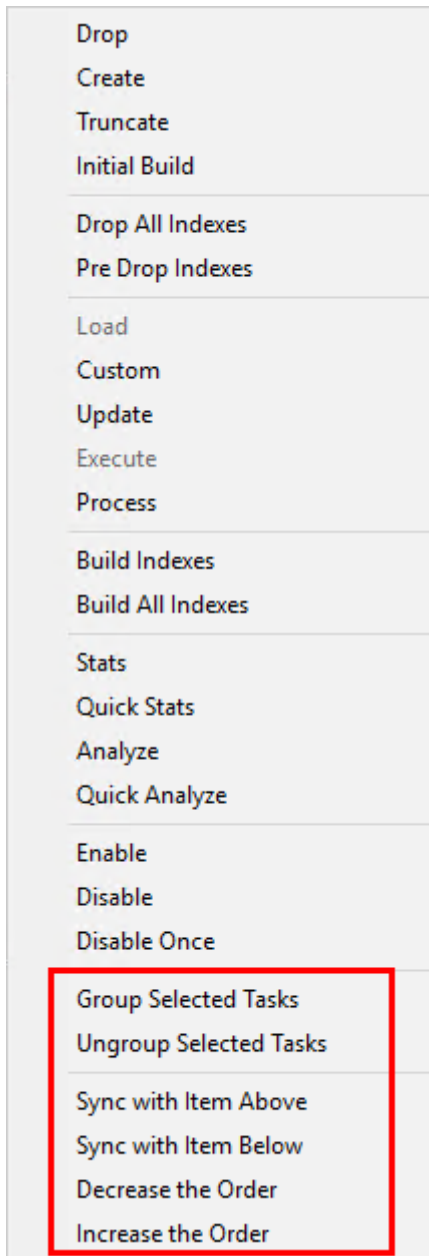 Drop
Create
Truncate
Initial Build
Drop All Indexes
Pre Drop Indexes
Load
Custom
Update
Execute
Process
Build Indexes
Build All Indexes
Stats
Quick Stats
Analyze
Quick Analyze
Enable
Disable
Disable Once
Group Selected Tasks
Ungroup Selected Tasks
Sync with Item Above
Sync with Item Below
Decrease the Order
Increase the Order